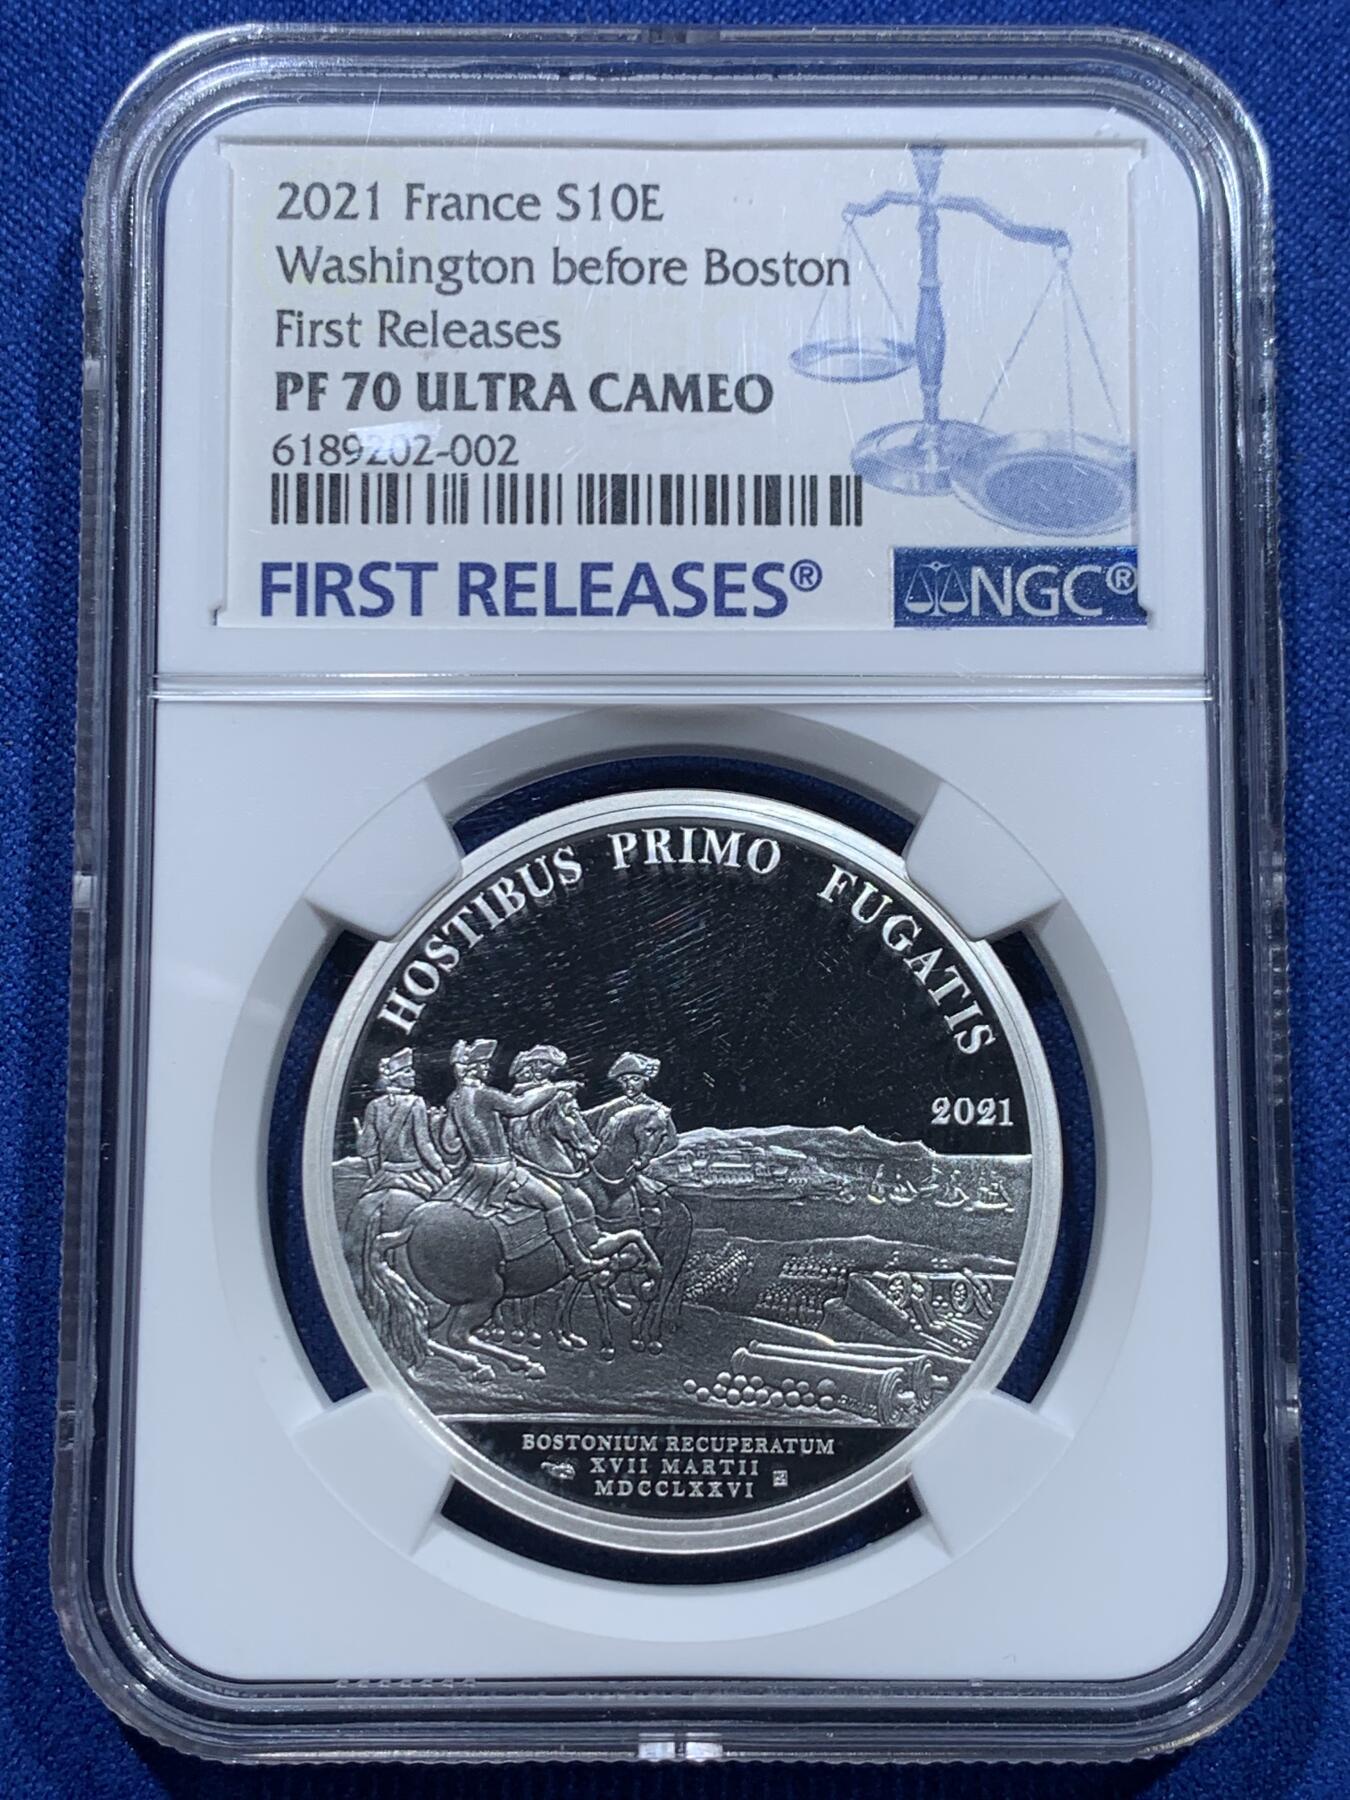 2021 France S10E
Washington before Boston
First Releases
PF 70 ULTRA CAMEO
6189202-002
FIRST RELEASES®
NGC®
HOSTIBUS PRIMO FUGATIS
2021
BOSTONIUM RECUPERATUM
XVII MARTII
MDCCLXXVI